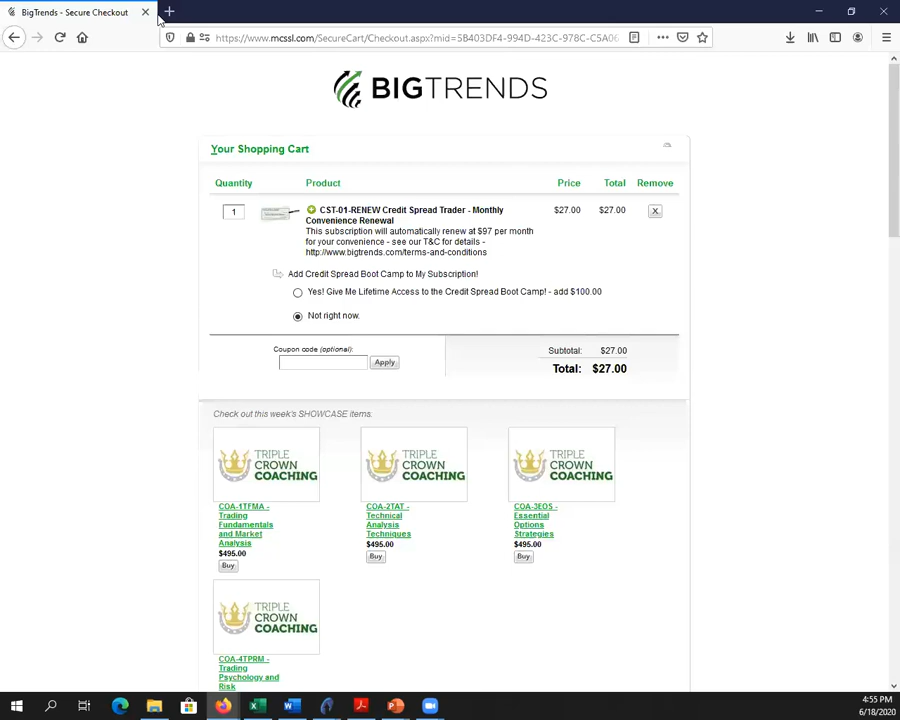 BigTrends - Secure Checkout
https://www.mcssl.com/SecureCart/Checkout.aspx?mid=5B403DF4-994D-423C-978C-C5A06
BIGTRENDS
Your Shopping Cart
Quantity Product Price Total Remove
1 CST-01-RENEW Credit Spread Trader - Monthly $27.00 $27.00 X
Convenience Renewal
This subscription will automatically renew at $97 per month
for your convenience - see our T&C for details -
http://www.bigtrends.com/terms-and-conditions
Add Credit Spread Boot Camp to My Subscription!
Yes! Give Me Lifetime Access to the Credit Spread Boot Camp! - add $100.00
Not right now.
Coupon code (optional):
Apply
Subtotal: $27.00
Total: $27.00
Check out this week's SHOWCASE items.
TRIPLE
CROWN
COACHING
COA-1TFMA -
Trading
Fundamentals
and Market
Analysis
$495.00
Buy
TRIPLE
CROWN
COACHING
COA-2TAT -
Technical
Analysis
Techniques
$495.00
Buy
TRIPLE
CROWN
COACHING
COA-3EOS -
Essential
Options
Strategies
$495.00
Buy
TRIPLE
CROWN
COACHING
COA-4TPRM -
Trading
Psychology and
Risk
4:55 PM
6/18/2020